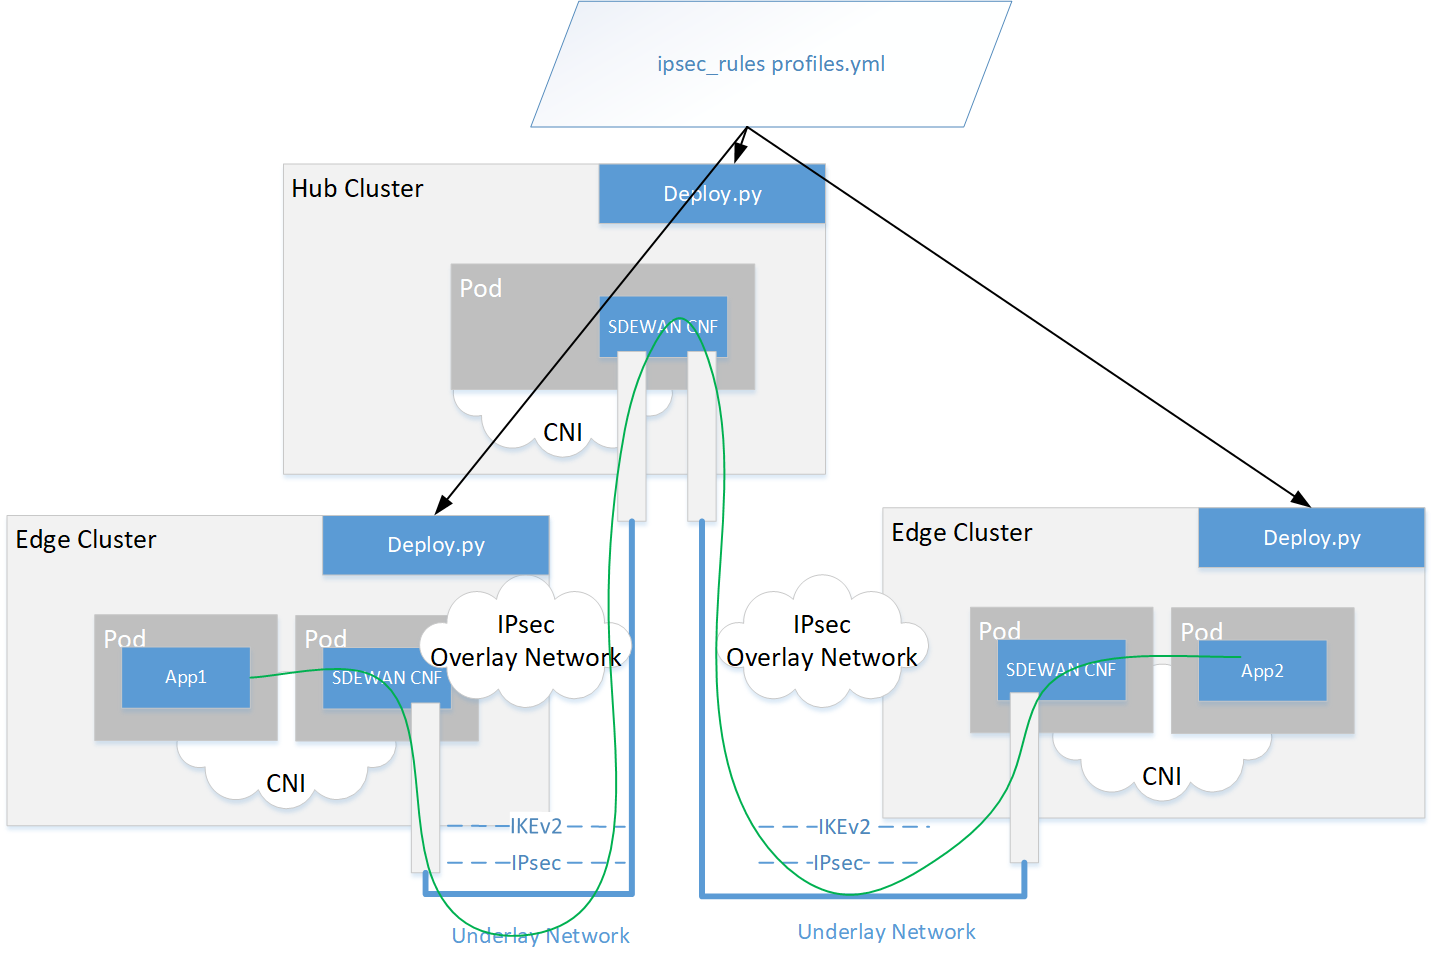 ipsec_rules profiles.yml
Hub Cluster
Deploy.py
Pod
SDEWAN CNF
CNI
Edge Cluster
Deploy.py
Pod
App1
Pod
SDEWAN CNF
CNI
IPsec
Overlay Network
IKEv2
IPsec
Underlay Network
IPsec
Overlay Network
IKEv2
IPsec
Underlay Network
Edge Cluster
Deploy.py
Pod
SDEWAN CNF
Pod
App2
CNI